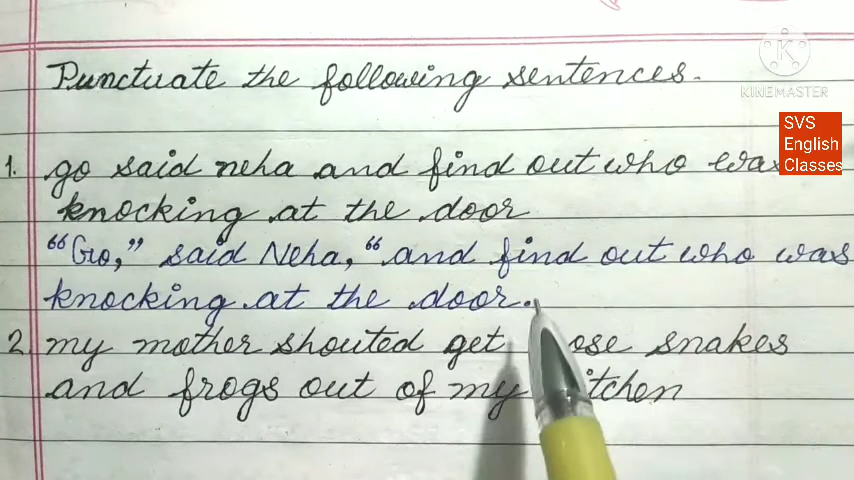 Punctuate the following sentences.
KINEMASTER
SVS
English
Classes
1. go said neha and find out who was
knocking at the door
“Go,” said Neha, “and find out who was
knocking at the door.
2. my mother shouted get snakes
and frogs out of my